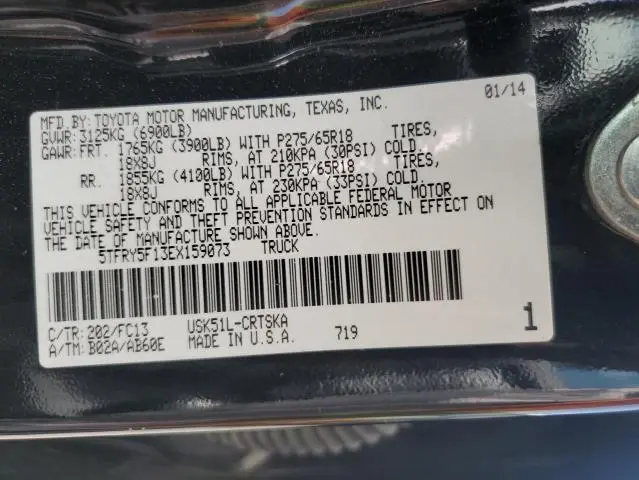 MFD.BY:TOYOTA MOTOR MANUFACTURING, TEXAS, INC. 01/14
GVWR:3125KG (6900LB)
GAWR:FRT. 1765KG (3900LB) WITH P275/65R18 TIRES,
18X8J RIMS, AT 210KPA (30PSI) COLD.
RR. 1855KG (4100LB) WITH P275/65R18 TIRES,
18X8J RIMS, AT 230KPA (33PSI) COLD.
THIS VEHICLE CONFORMS TO ALL APPLICABLE FEDERAL MOTOR
VEHICLE SAFETY AND THEFT PREVENTION STANDARDS IN EFFECT ON
THE DATE OF MANUFACTURE SHOWN ABOVE.
5TFRY5F13EX159073 TRUCK
C/TR:202/FC13 USK51L-CRTSKA
A/TM:B02A/AB60E MADE IN U.S.A. 719 1